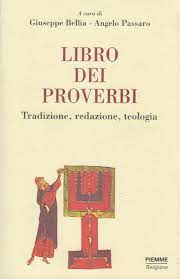 A cura di
Giuseppe Bellia - Angelo Passaro
LIBRO
DEI
PROVERBI
Tradizione, redazione, teologia
PIEMME
Religione